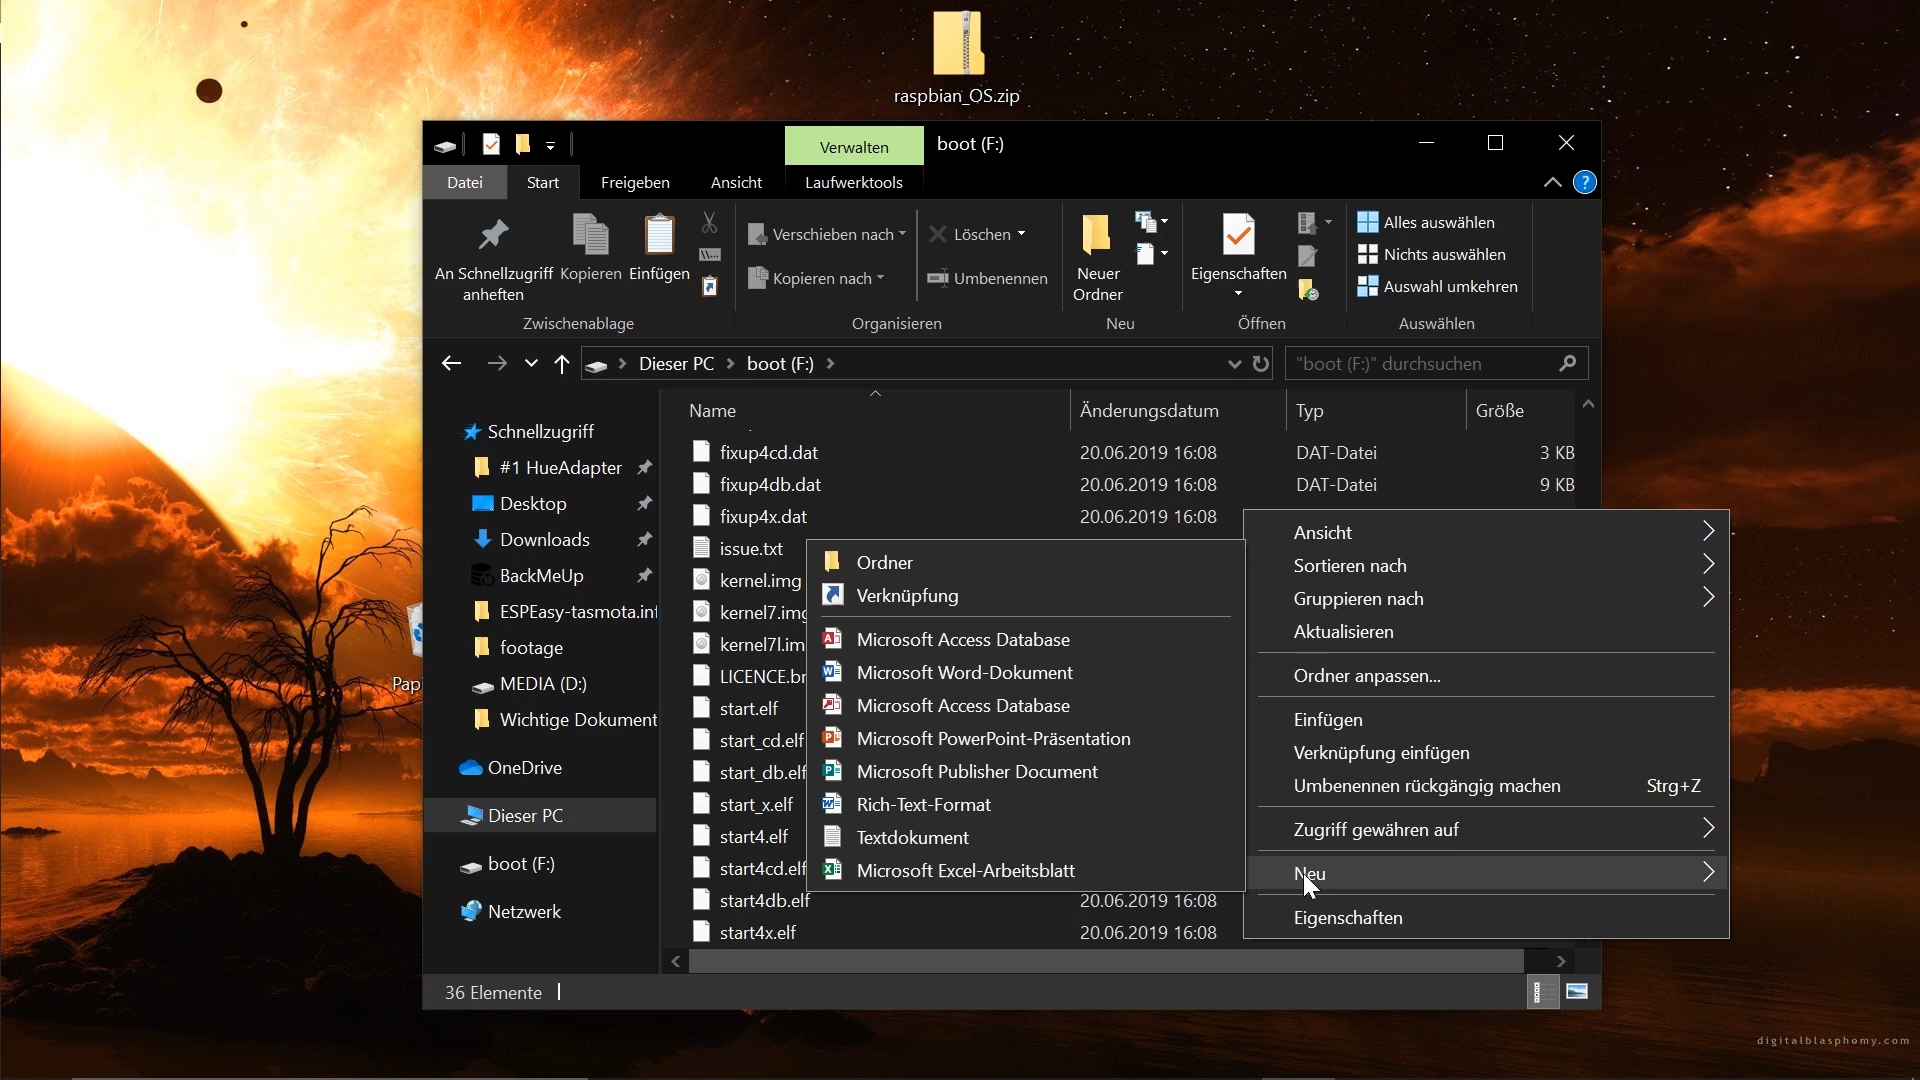 raspbian_OS.zip
Verwalten
boot (F:)
Datei
Start
Freigeben
Ansicht
Laufwerktools
?
An Schnellzugriff
anheften
Kopieren
Einfügen
Verschieben nach
Kopieren nach
Löschen
Umbenennen
Neuer
Ordner
Eigenschaften
Alles auswählen
Nichts auswählen
Auswahl umkehren
Zwischenablage
Organisieren
Neu
Öffnen
Auswählen
Dieser PC
boot (F:)
"boot (F:)" durchsuchen
Name
Änderungsdatum
Typ
Größe
Schnellzugriff
#1 HueAdapter
Desktop
Downloads
BackMeUp
ESPEasy-tasmota.inf
footage
MEDIA (D:)
Wichtige Dokument
OneDrive
Dieser PC
boot (F:)
Netzwerk
Pap
fixup4cd.dat 20.06.2019 16:08 DAT-Datei 3 KB
fixup4db.dat 20.06.2019 16:08 DAT-Datei 9 KB
fixup4x.dat 20.06.2019 16:08
issue.txt
kernel.img
kernel7.img
kernel7l.im
LICENCE.br
start.elf
start_cd.elf
start_db.elf
start_x.elf
start4.elf
start4cd.elf
start4db.elf 20.06.2019 16:08
start4x.elf 20.06.2019 16:08
Ordner
Verknüpfung
Microsoft Access Database
Microsoft Word-Dokument
Microsoft Access Database
Microsoft PowerPoint-Präsentation
Microsoft Publisher Document
Rich-Text-Format
Textdokument
Microsoft Excel-Arbeitsblatt
Ansicht
Sortieren nach
Gruppieren nach
Aktualisieren
Ordner anpassen...
Einfügen
Verknüpfung einfügen
Umbenennen rückgängig machen Strg+Z
Zugriff gewähren auf
Neu
Eigenschaften
36 Elemente
digitalblasphemy.com